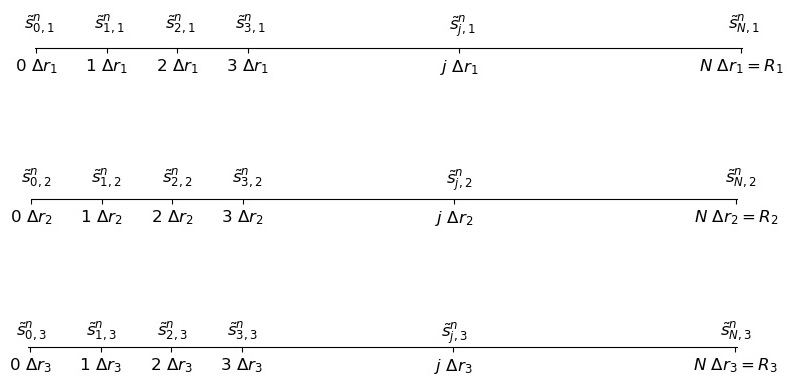 s̃ⁿ₀,₁ s̃ⁿ₁,₁ s̃ⁿ₂,₁ s̃ⁿ₃,₁ s̃ⁿⱼ,₁ s̃ⁿ_N,₁
0 Δr₁ 1 Δr₁ 2 Δr₁ 3 Δr₁ j Δr₁ N Δr₁ = R₁
s̃ⁿ₀,₂ s̃ⁿ₁,₂ s̃ⁿ₂,₂ s̃ⁿ₃,₂ s̃ⁿⱼ,₂ s̃ⁿ_N,₂
0 Δr₂ 1 Δr₂ 2 Δr₂ 3 Δr₂ j Δr₂ N Δr₂ = R₂
s̃ⁿ₀,₃ s̃ⁿ₁,₃ s̃ⁿ₂,₃ s̃ⁿ₃,₃ s̃ⁿⱼ,₃ s̃ⁿ_N,₃
0 Δr₃ 1 Δr₃ 2 Δr₃ 3 Δr₃ j Δr₃ N Δr₃ = R₃